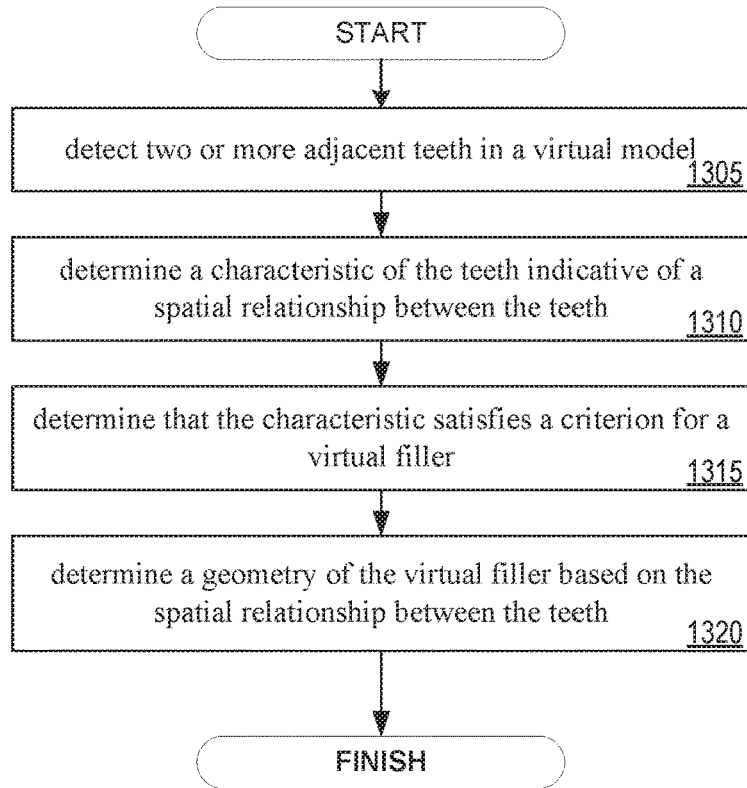 START
detect two or more adjacent teeth in a virtual model
1305
determine a characteristic of the teeth indicative of a
spatial relationship between the teeth
1310
determine that the characteristic satisfies a criterion for a
virtual filler
1315
determine a geometry of the virtual filler based on the
spatial relationship between the teeth
1320
FINISH